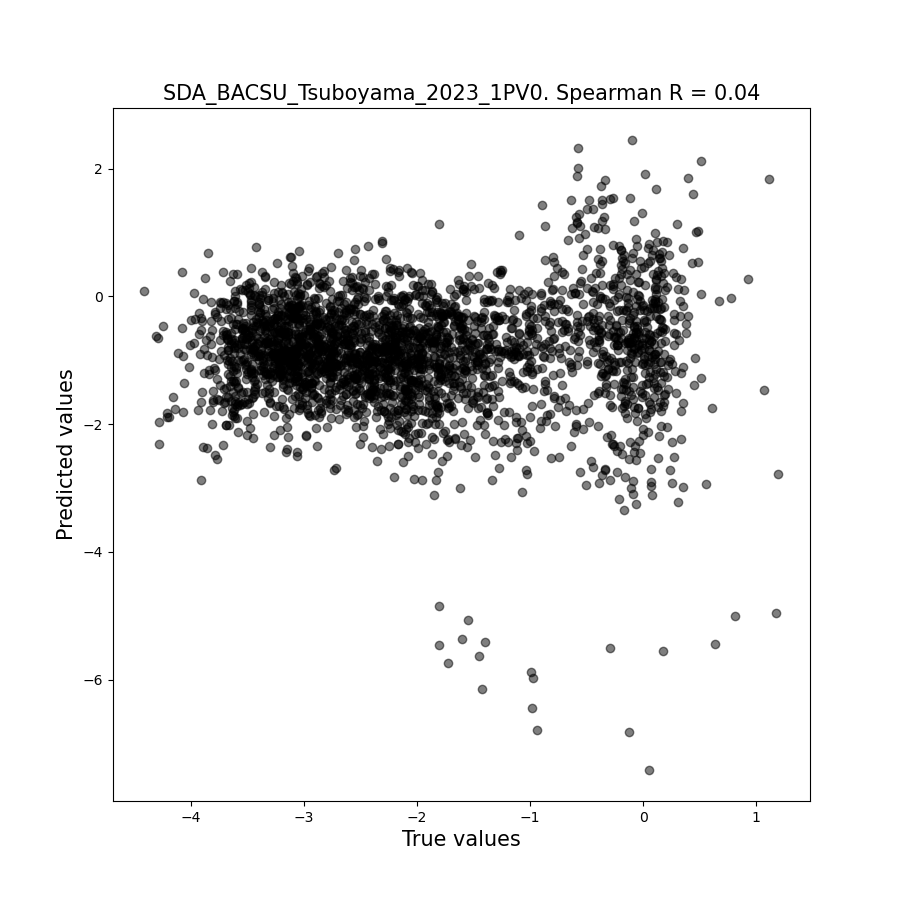 SDA_BACSU_Tsuboyama_2023_1PV0. Spearman R = 0.04
2
0
−2
−4
−6
Predicted values
−4 −3 −2 −1 0 1
True values